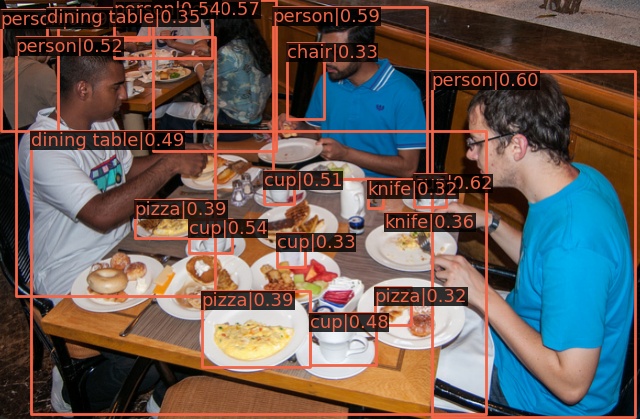 person|0.540.57
perso
dining table|0.35
person|0.59
person|0.52
chair|0.33
person|0.60
dining table|0.49
cup|0.51
knife|0.32
cup|0.62
pizza|0.39
knife|0.36
cup|0.54
cup|0.33
pizza|0.39
pizza|0.32
cup|0.48